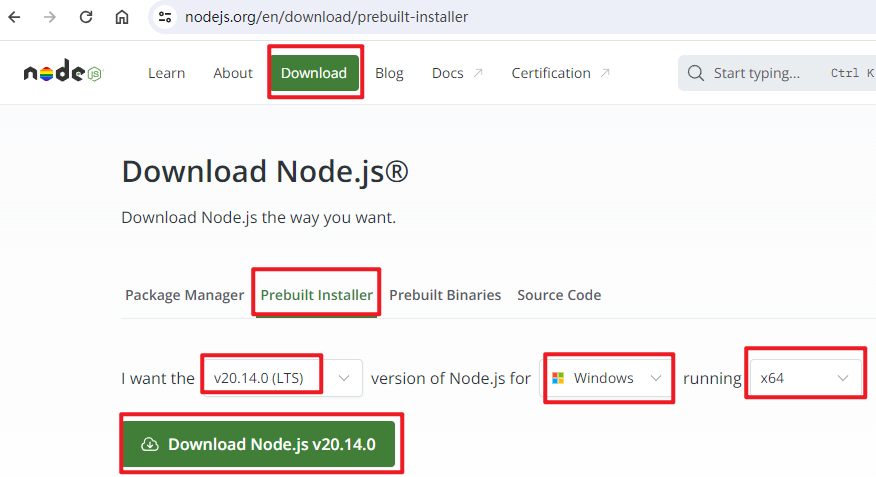 nodejs.org/en/download/prebuilt-installer
node JS Learn About Download Blog Docs Certification Start typing... Ctrl K
Download Node.js®
Download Node.js the way you want.
Package Manager Prebuilt Installer Prebuilt Binaries Source Code
I want the v20.14.0 (LTS) version of Node.js for Windows running x64
Download Node.js v20.14.0